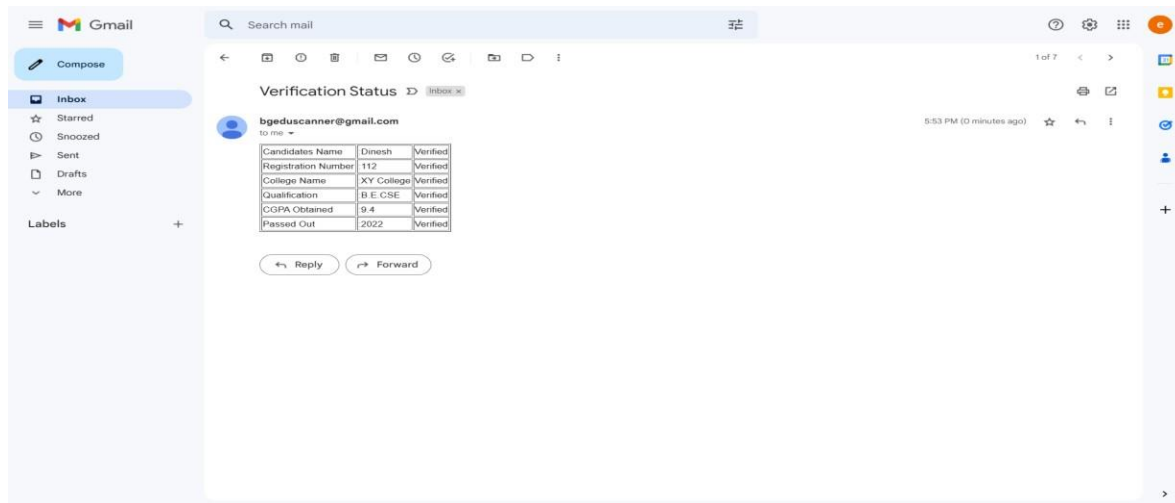 Gmail
Search mail
e
Compose
1 of 7
Verification Status Inbox ×
Inbox
bgeduscanner@gmail.com
5:53 PM (0 minutes ago)
to me
Starred
Snoozed
Sent
Drafts
More
Labels
Candidates Name Dinesh Verified
Registration Number 112 Verified
College Name XY College Verified
Qualification B.E.CSE Verified
CGPA Obtained 9.4 Verified
Passed Out 2022 Verified
Reply Forward